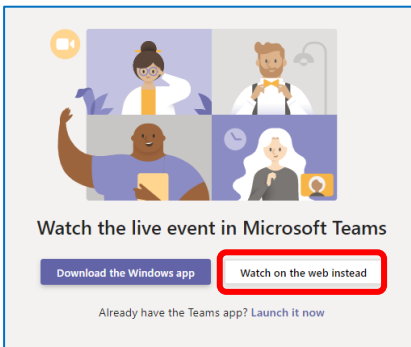 Watch the live event in Microsoft Teams
Download the Windows app
Watch on the web instead
Already have the Teams app? Launch it now